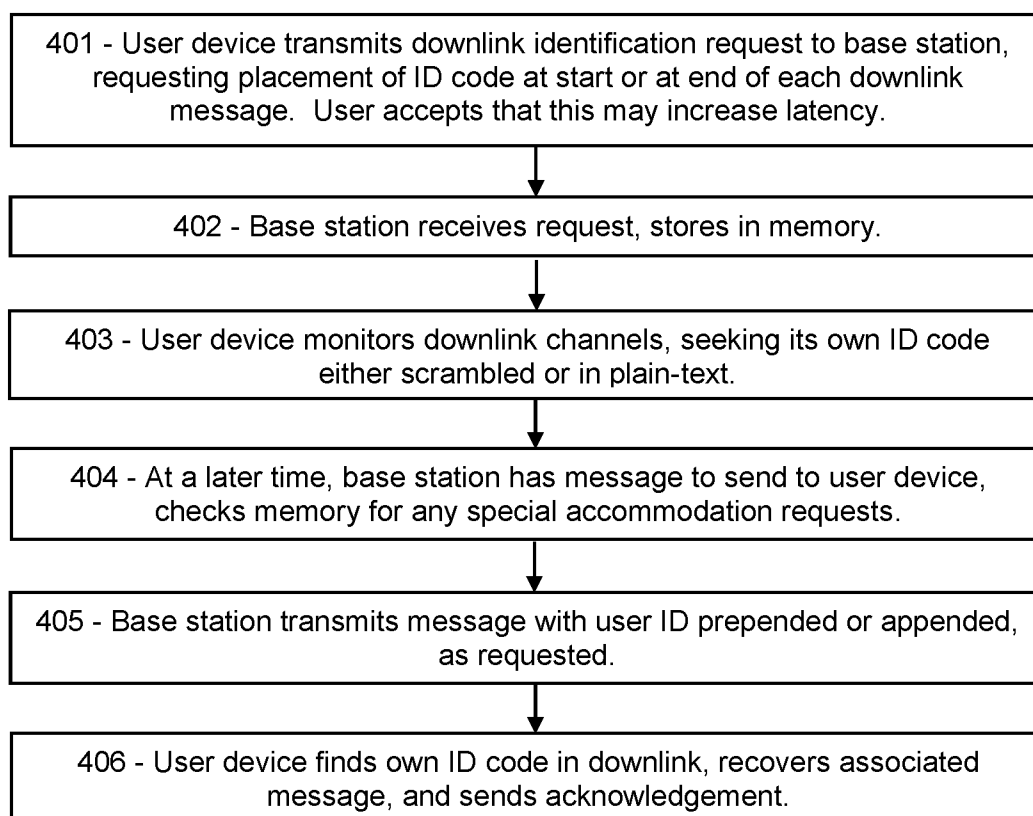 401 - User device transmits downlink identification request to base station,
requesting placement of ID code at start or at end of each downlink
message.  User accepts that this may increase latency.
402 - Base station receives request, stores in memory.
403 - User device monitors downlink channels, seeking its own ID code
either scrambled or in plain-text.
404 - At a later time, base station has message to send to user device,
checks memory for any special accommodation requests.
405 - Base station transmits message with user ID prepended or appended,
as requested.
406 - User device finds own ID code in downlink, recovers associated
message, and sends acknowledgement.